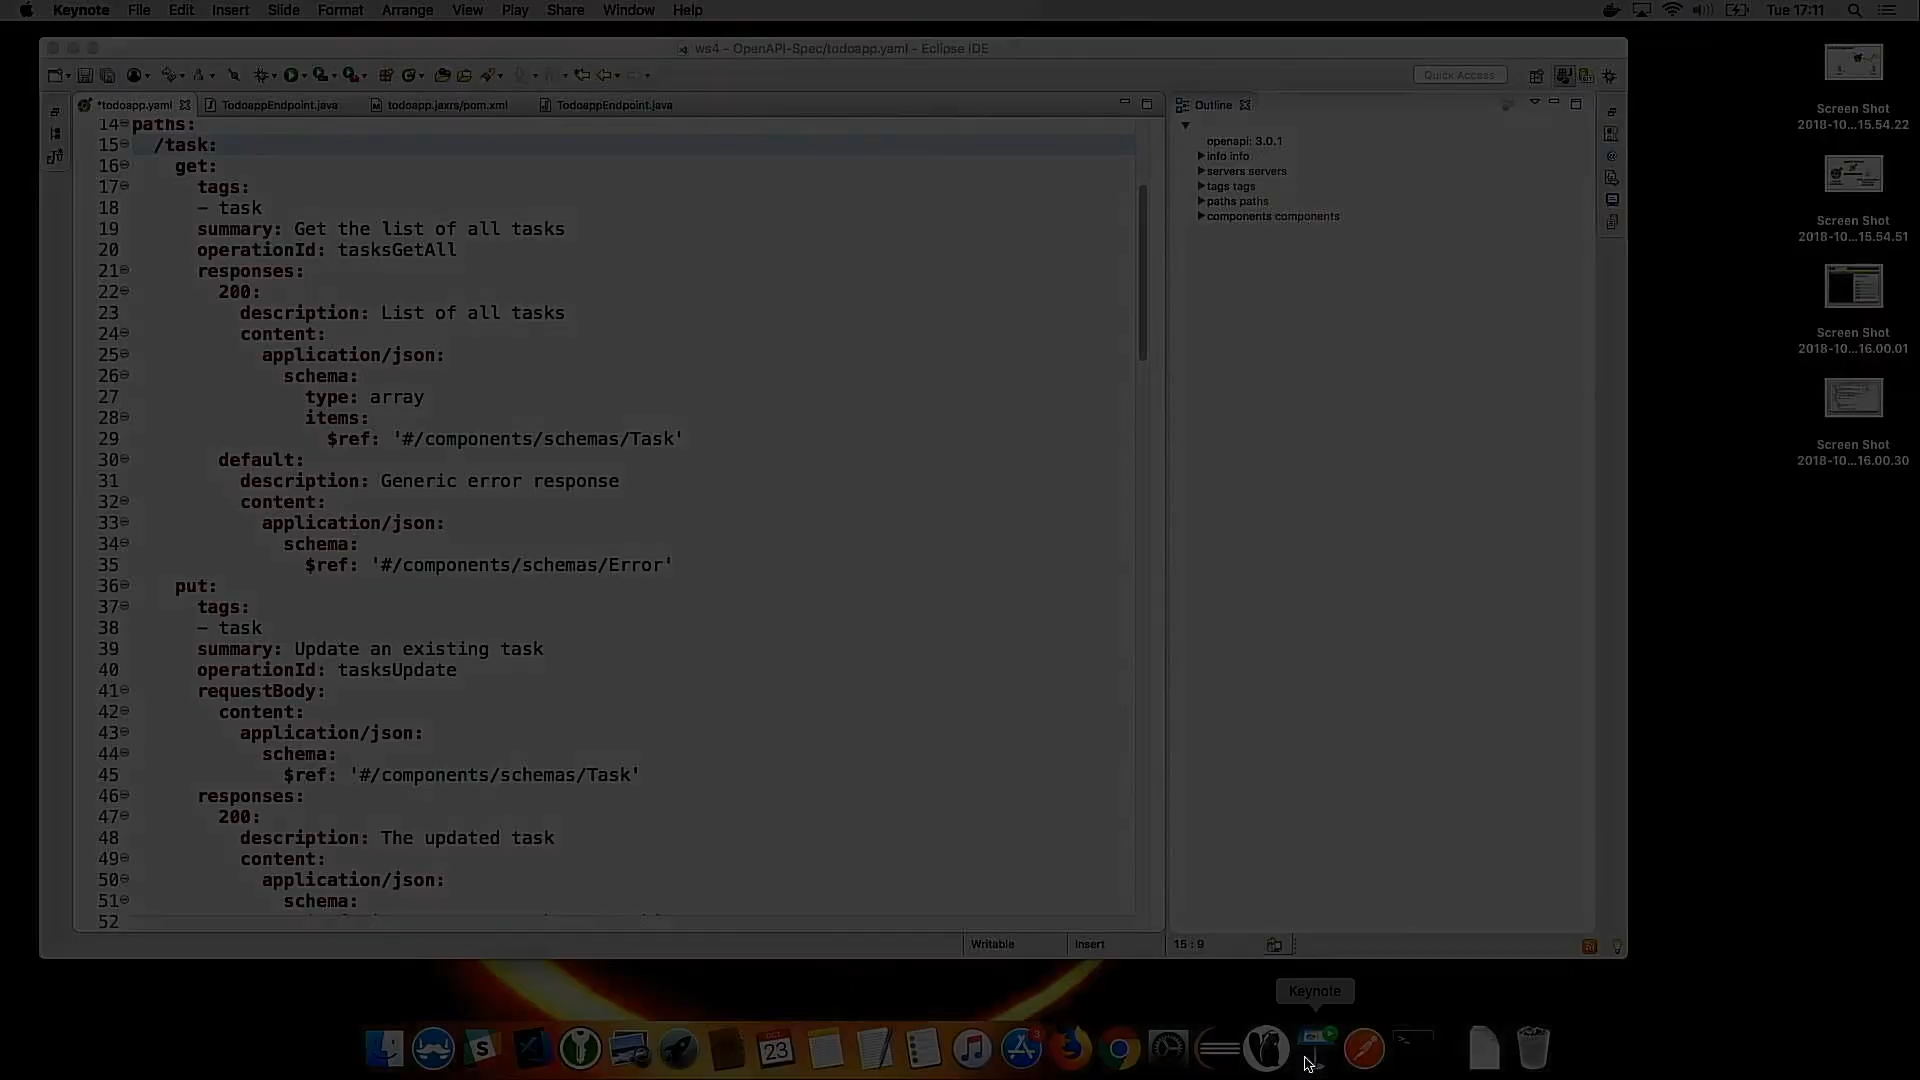 Keynote File Edit Insert Slide Format Arrange View Play Share Window Help Tue 17:11
ws4 - OpenAPI-Spec/todoapp.yaml - Eclipse IDE
Quick Access
*todoapp.yaml TodoappEndpoint.java todoapp.jaxrs/pom.xml TodoappEndpoint.java
14 paths:
15 /task:
16 get:
17 tags:
18 - task
19 summary: Get the list of all tasks
20 operationId: tasksGetAll
21 responses:
22 200:
23 description: List of all tasks
24 content:
25 application/json:
26 schema:
27 type: array
28 items:
29 $ref: '#/components/schemas/Task'
30 default:
31 description: Generic error response
32 content:
33 application/json:
34 schema:
35 $ref: '#/components/schemas/Error'
36 put:
37 tags:
38 - task
39 summary: Update an existing task
40 operationId: tasksUpdate
41 requestBody:
42 content:
43 application/json:
44 schema:
45 $ref: '#/components/schemas/Task'
46 responses:
47 200:
48 description: The updated task
49 content:
50 application/json:
51 schema:
52
Writable Insert 15 : 9
Outline
openapi: 3.0.1
info info
servers servers
tags tags
paths paths
components components
Screen Shot
2018-10...15.54.22
Screen Shot
2018-10...15.54.51
Screen Shot
2018-10...16.00.01
Screen Shot
2018-10...16.00.30
Keynote
OCT
23
3